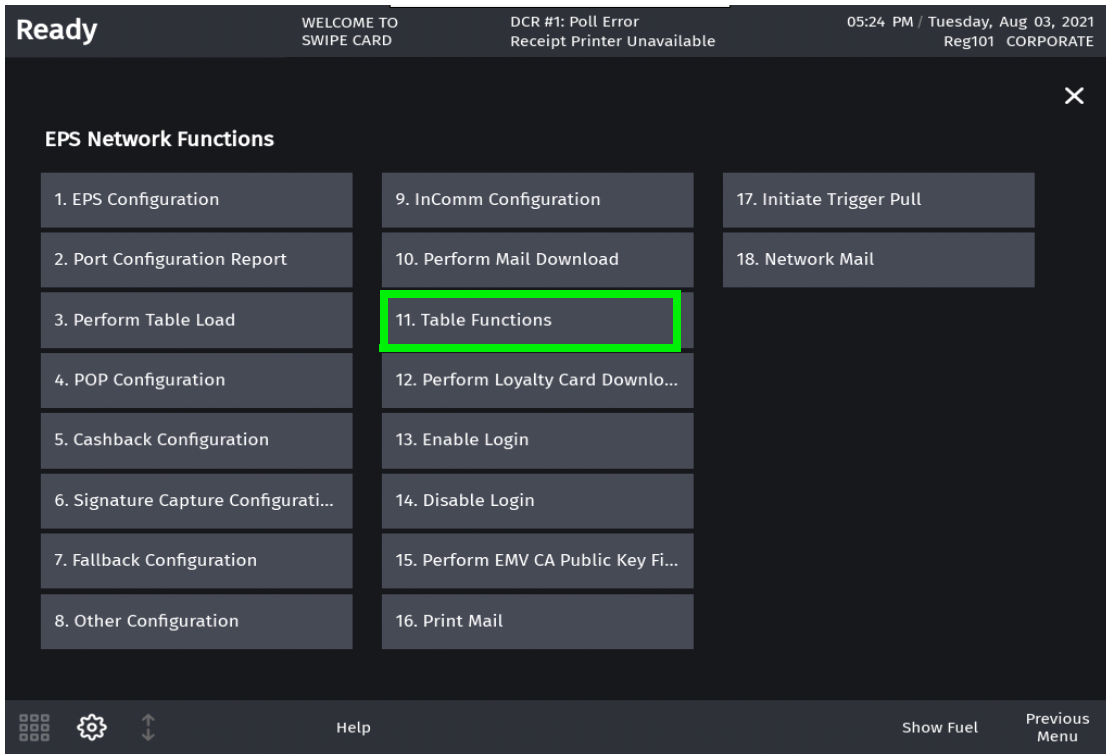 Ready
WELCOME TO
SWIPE CARD
DCR #1: Poll Error
Receipt Printer Unavailable
05:24 PM / Tuesday, Aug 03, 2021
Reg101 CORPORATE
EPS Network Functions
1. EPS Configuration
2. Port Configuration Report
3. Perform Table Load
4. POP Configuration
5. Cashback Configuration
6. Signature Capture Configurati...
7. Fallback Configuration
8. Other Configuration
9. InComm Configuration
10. Perform Mail Download
11. Table Functions
12. Perform Loyalty Card Downlo...
13. Enable Login
14. Disable Login
15. Perform EMV CA Public Key Fi...
16. Print Mail
17. Initiate Trigger Pull
18. Network Mail
Help
Show Fuel
Previous
Menu